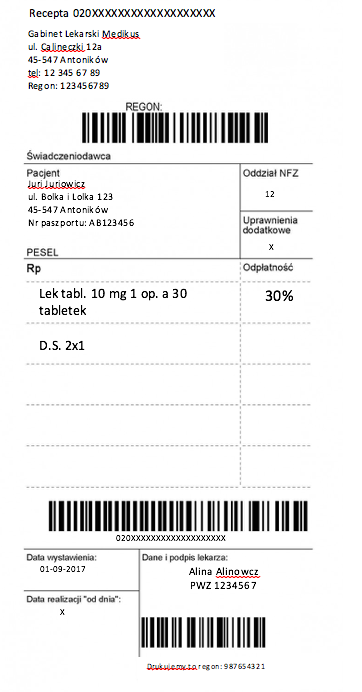 Recepta 020XXXXXXXXXXXXXXXXXXX
Gabinet Lekarski Medikus
ul. Calineczki 12a
45-547 Antoników
tel: 12 345 67 89
Regon: 123456789
REGON:
Świadczeniodawca
Pacjent
Oddział NFZ
Jurij Juriowicz
ul. Bolka i Lolka 123
12
45-547 Antoników
Nr paszportu: AB123456
Uprawnienia
dodatkowe
X
PESEL
Rp
Odpłatność
Lek tabl. 10 mg 1 op. a 30
30%
tabletek
D.S. 2x1
020XXXXXXXXXXXXXXXXXXX
Data wystawienia:
Dane i podpis lekarza:
01-09-2017
Alina Alinowcz
PWZ 1234567
Data realizacji "od dnia":
X
Drukujemy.to regon: 987654321